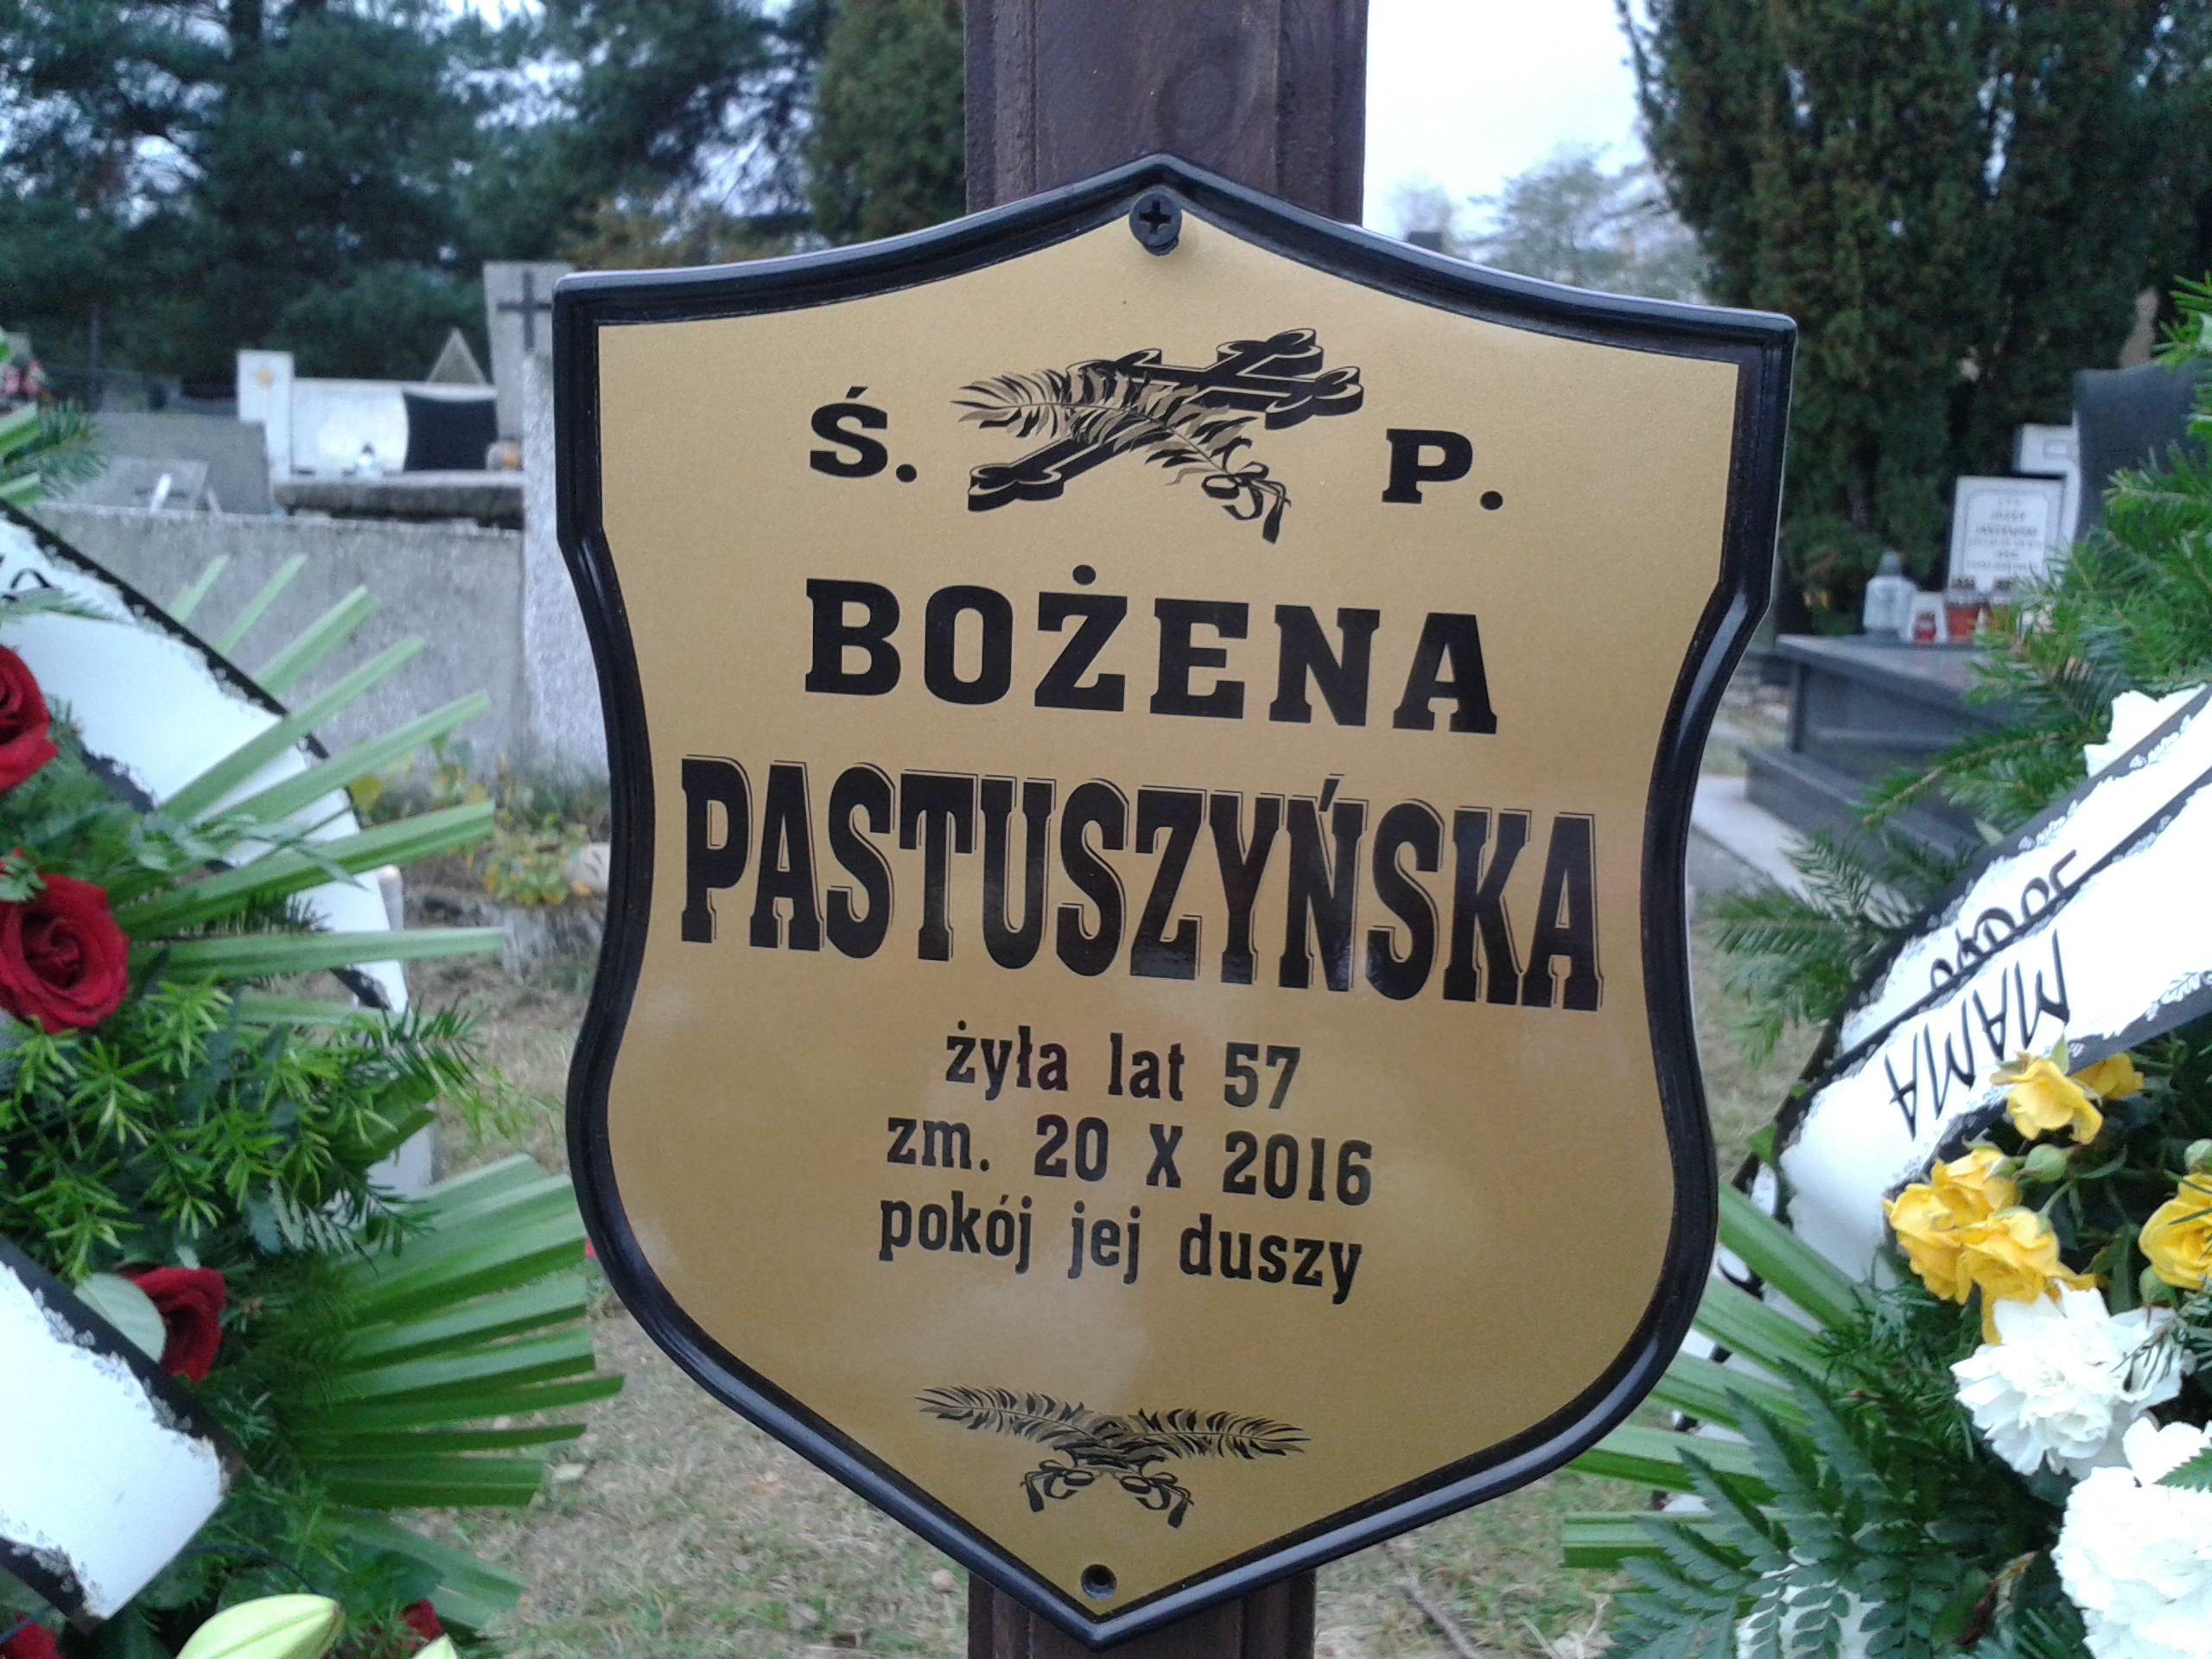 Ś. P.
BOŻENA
PASTUSZYŃSKA
żyła lat 57
zm. 20 X 2016
pokój jej duszy
MAMA